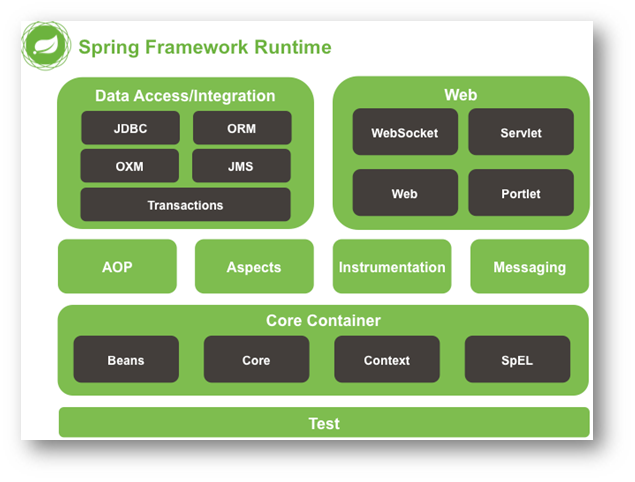 Spring Framework Runtime
Data Access/Integration
JDBC
ORM
OXM
JMS
Transactions
Web
WebSocket
Servlet
Web
Portlet
AOP
Aspects
Instrumentation
Messaging
Core Container
Beans
Core
Context
SpEL
Test